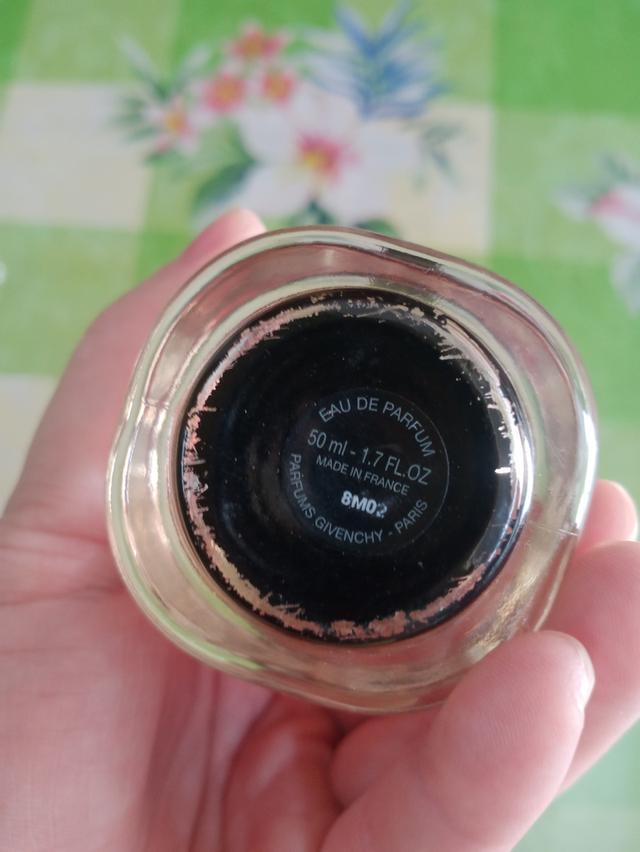 EAU DE PARFUM
50 ml - 1.7 FL.OZ
MADE IN FRANCE
8M02
PARFUMS GIVENCHY - PARIS